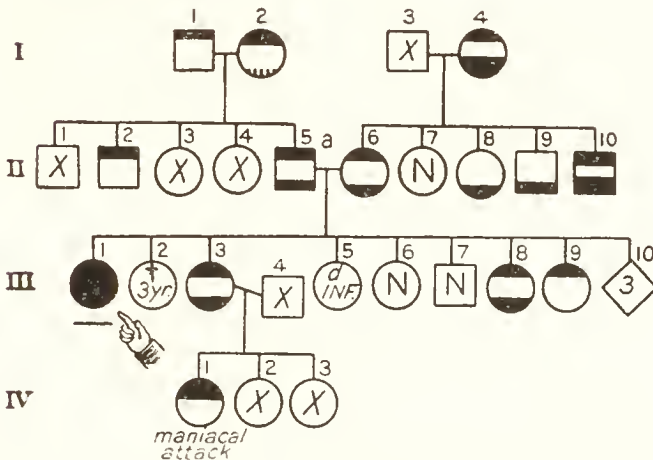 1 2 3 4
I X
1 2 3 4 5 a 6 7 8 9 10
II X X X N
1 2 3 4 5 6 7 8 9 10
III † 3yr. X d INF. N N 3
1 2 3
IV X X
maniacal
attack